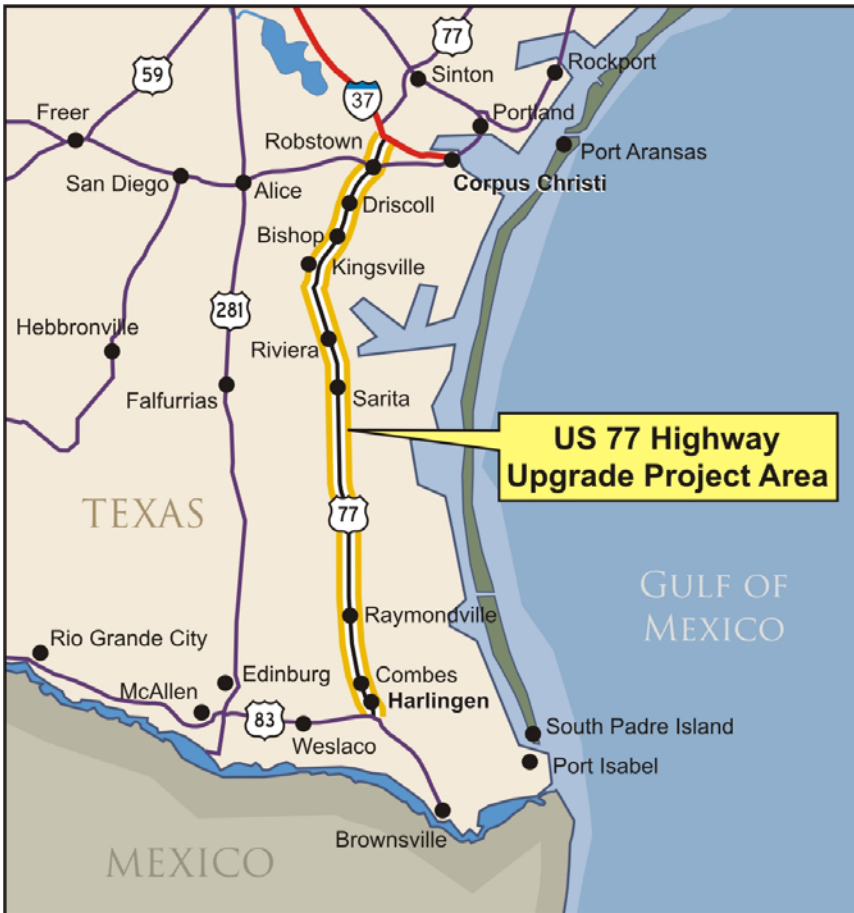 77
59
Sinton
Rockport
37
Freer
Portland
Robstown
Port Aransas
San Diego
Alice
Corpus Christi
Driscoll
Bishop
Kingsville
281
Hebbronville
Riviera
Falfurrias
Sarita
US 77 Highway
Upgrade Project Area
TEXAS
77
GULF OF
MEXICO
Raymondville
Rio Grande City
Edinburg
Combes
McAllen
Harlingen
83
South Padre Island
Weslaco
Port Isabel
Brownsville
MEXICO